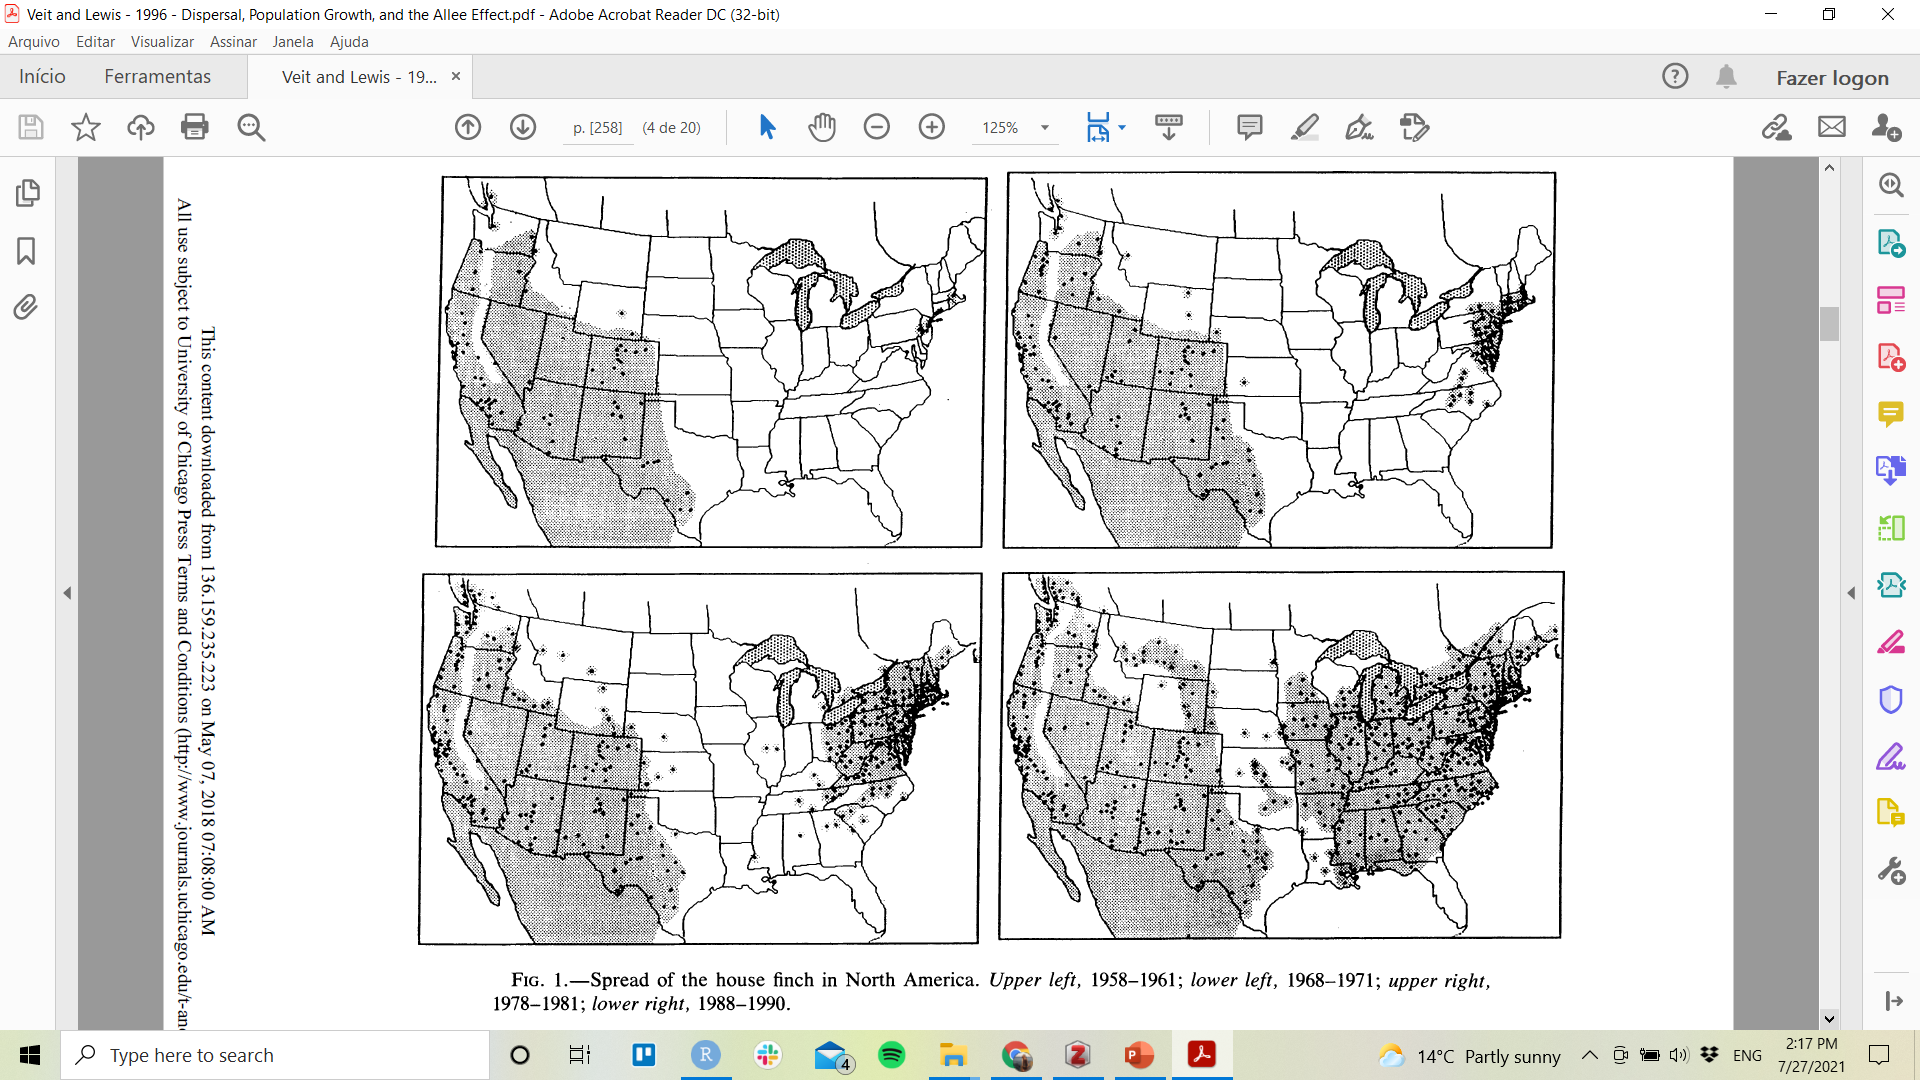 Veit and Lewis - 1996 - Dispersal, Population Growth, and the Allee Effect.pdf - Adobe Acrobat Reader DC (32-bit)
Arquivo Editar Visualizar Assinar Janela Ajuda
Início Ferramentas Veit and Lewis - 19... × Fazer logon
p. [258] (4 de 20) 125%
All use subject to University of Chicago Press Terms and Conditions (http://www.journals.uchicago.edu/t-and
This content downloaded from 136.159.235.223 on May 07, 2018 07:08:00 AM
FIG. 1.—Spread of the house finch in North America. Upper left, 1958–1961; lower left, 1968–1971; upper right,
1978–1981; lower right, 1988–1990.
Type here to search
4
14°C Partly sunny
ENG
2:17 PM
7/27/2021